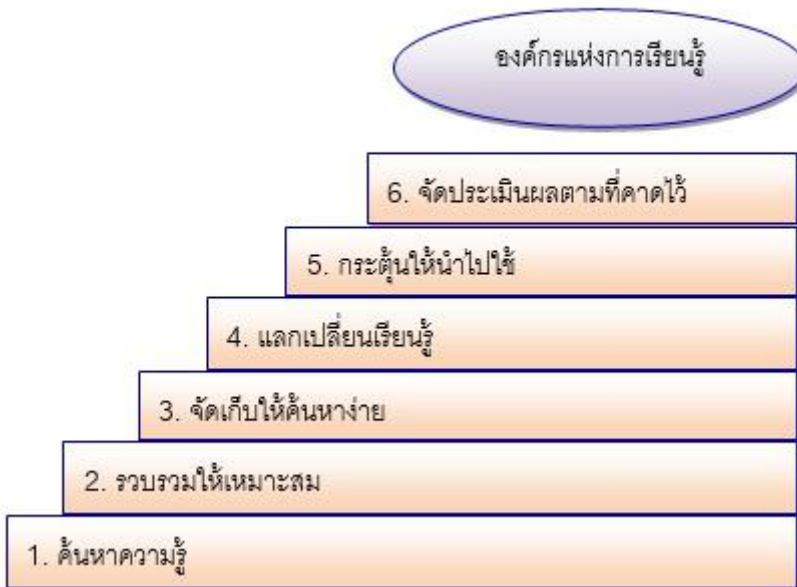 องค์กรแห่งการเรียนรู้
6. จัดประเมินผลตามที่คาดไว้
5. กระตุ้นให้นำไปใช้
4. แลกเปลี่ยนเรียนรู้
3. จัดเก็บให้ค้นหาง่าย
2. รวบรวมให้เหมาะสม
1. ค้นหาความรู้